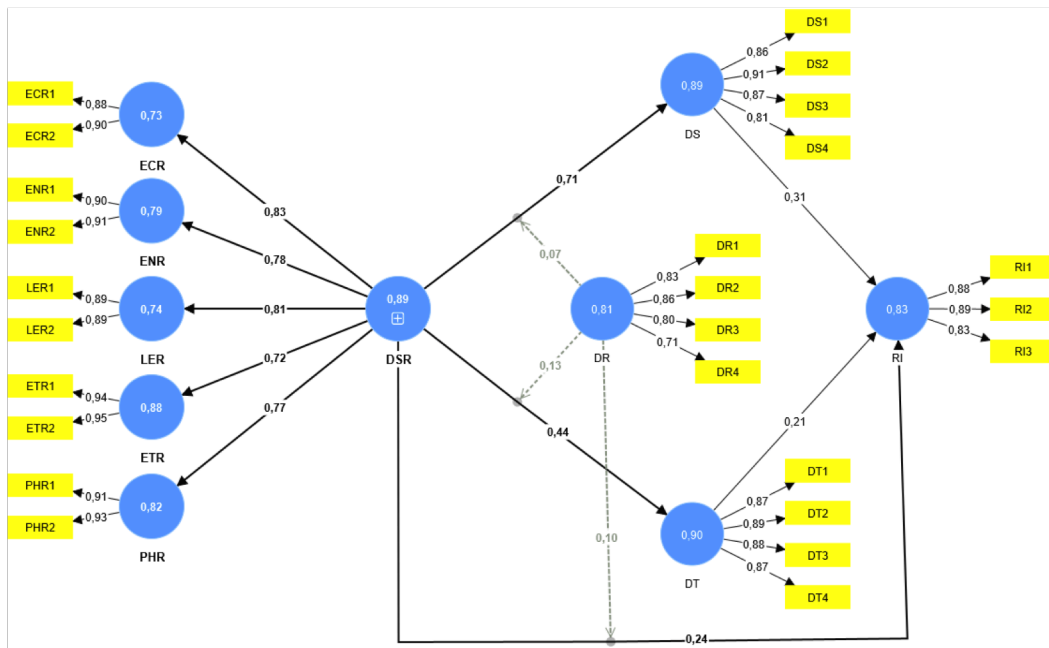 DS1
0,86
DS2
0,89
0,91
ECR1
0,87
DS3
0,88
0,73
0,81
ECR2
0,90
DS
DS4
ECR
0,71
ENR1
0,90
0,31
0,79
0,83
ENR2
0,91
DR1
ENR
0,78
0,07
0,83
RI1
LER1
DR2
0,89
0,89
0,86
0,88
0,74
0,81
0,81
0,83
0,89
RI2
LER2
0,89
DSR
DR
0,80
DR3
RI
0,83
RI3
LER
0,72
0,13
0,71
DR4
ETR1
0,94
0,88
0,77
0,44
0,21
ETR2
0,95
ETR
DT1
PHR1
0,87
0,91
0,82
0,89
DT2
PHR2
0,93
0,10
0,90
0,88
DT3
PHR
DT
0,87
DT4
0,24